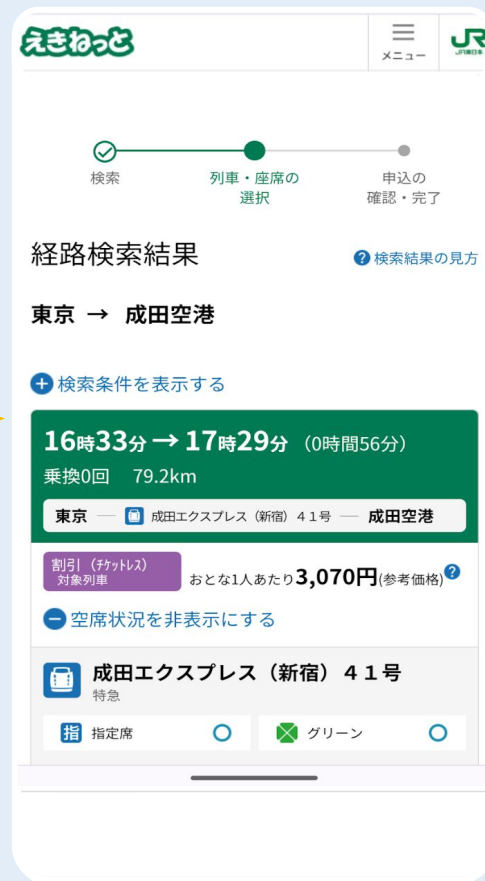 えきねっと
メニュー
JR
JR東日本
検索
列車・座席の
選択
申込の
確認・完了
経路検索結果
? 検索結果の見方
東京 → 成田空港
検索条件を表示する
16時33分→17時29分（0時間56分）
乗換0回 79.2km
東京 — 成田エクスプレス（新宿）４１号 — 成田空港
割引（チケットレス）
対象列車
おとな1人あたり3,070円(参考価格)?
空席状況を非表示にする
成田エクスプレス（新宿）４１号
特急
指 指定席 ○ グリーン ○